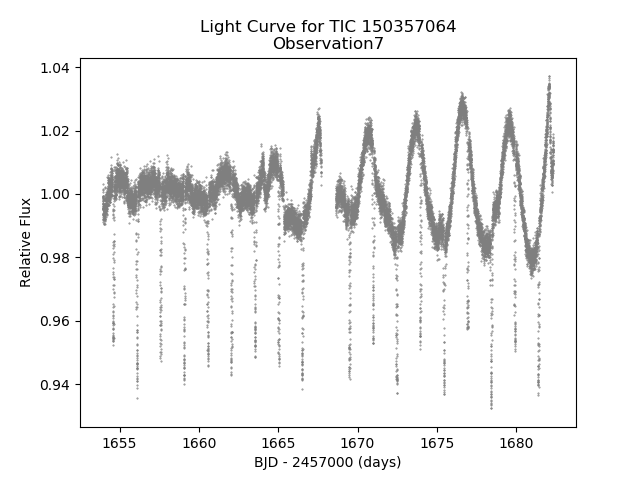 Light Curve for TIC 150357064
Observation7
1.04
1.02
1.00
0.98
0.96
0.94
Relative Flux
1655 1660 1665 1670 1675 1680
BJD - 2457000 (days)